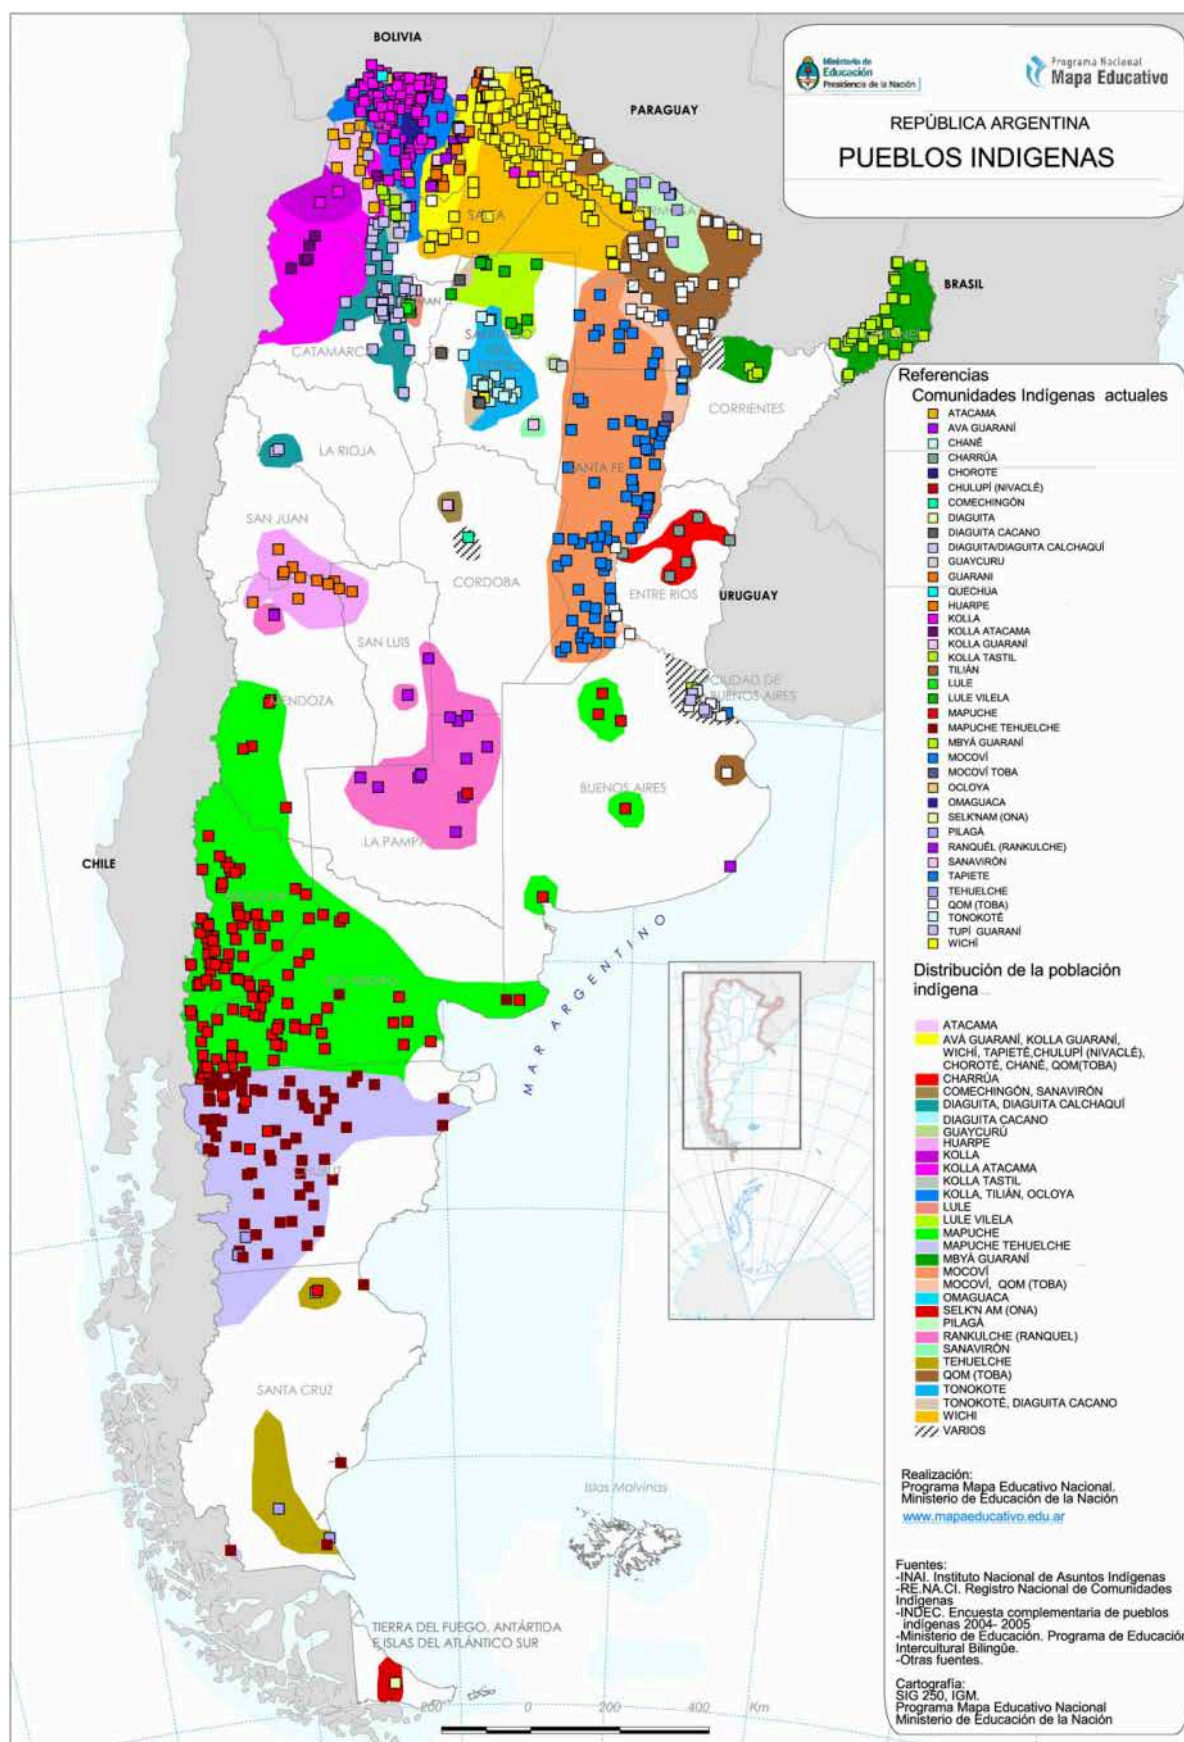 BOLIVIA
PARAGUAY
BRASIL
URUGUAY
CHILE
Ministerio de
Educación
Presidencia de la Nación
Programa Nacional
Mapa Educativo
REPÚBLICA ARGENTINA
PUEBLOS INDIGENAS
SALTA
CATAMARCA
LA RIOJA
SAN JUAN
CORDOBA
SANTA FE
CORRIENTES
ENTRE RIOS
SAN LUIS
MENDOZA
CIUDAD DE
BUENOS AIRES
BUENOS AIRES
LA PAMPA
MAR ARGENTINO
SANTA CRUZ
Islas Malvinas
TIERRA DEL FUEGO, ANTÁRTIDA
E ISLAS DEL ATLÁNTICO SUR
200 0 200 400 Km
Referencias
Comunidades Indígenas actuales
ATACAMA
AVA GUARANÍ
CHANÉ
CHARRÚA
CHOROTE
CHULUPÍ (NIVACLÉ)
COMECHINGÓN
DIAGUITA
DIAGUITA CACANO
DIAGUITA/DIAGUITA CALCHAQUÍ
GUAYCURU
GUARANI
QUECHUA
HUARPE
KOLLA
KOLLA ATACAMA
KOLLA GUARANÍ
KOLLA TASTIL
TILIÁN
LULE
LULE VILELA
MAPUCHE
MAPUCHE TEHUELCHE
MBYÁ GUARANÍ
MOCOVÍ
MOCOVÍ TOBA
OCLOYA
OMAGUACA
SELK'NAM (ONA)
PILAGÁ
RANQUÉL (RANKULCHE)
SANAVIRÓN
TAPIETE
TEHUELCHE
QOM (TOBA)
TONOKOTÉ
TUPÍ GUARANÍ
WICHÍ
Distribución de la población
indígena
ATACAMA
AVÁ GUARANÍ, KOLLA GUARANÍ,
WICHÍ, TAPIETÉ,CHULUPÍ (NIVACLÉ),
CHOROTÉ, CHANÉ, QOM(TOBA)
CHARRÚA
COMECHINGÓN, SANAVIRÓN
DIAGUITA, DIAGUITA CALCHAQUÍ
DIAGUITA CACANO
GUAYCURÚ
HUARPE
KOLLA
KOLLA ATACAMA
KOLLA TASTIL
KOLLA, TILIÁN, OCLOYA
LULE
LULE VILELA
MAPUCHE
MAPUCHE TEHUELCHE
MBYÁ GUARANÍ
MOCOVÍ
MOCOVÍ, QOM (TOBA)
OMAGUACA
SELK'N AM (ONA)
PILAGÁ
RANKULCHE (RANQUEL)
SANAVIRÓN
TEHUELCHE
QOM (TOBA)
TONOKOTE
TONOKOTÉ, DIAGUITA CACANO
WICHI
VARIOS
Realización:
Programa Mapa Educativo Nacional.
Ministerio de Educación de la Nación
www.mapaeducativo.edu.ar
Fuentes:
-INAI. Instituto Nacional de Asuntos Indígenas
-RE.NA.CI. Registro Nacional de Comunidades
Indígenas
-INDEC. Encuesta complementaria de pueblos
indígenas 2004- 2005
-Ministerio de Educación. Programa de Educación
Intercultural Bilingüe.
-Otras fuentes.
Cartografía:
SIG 250, IGM.
Programa Mapa Educativo Nacional
Ministerio de Educación de la Nación